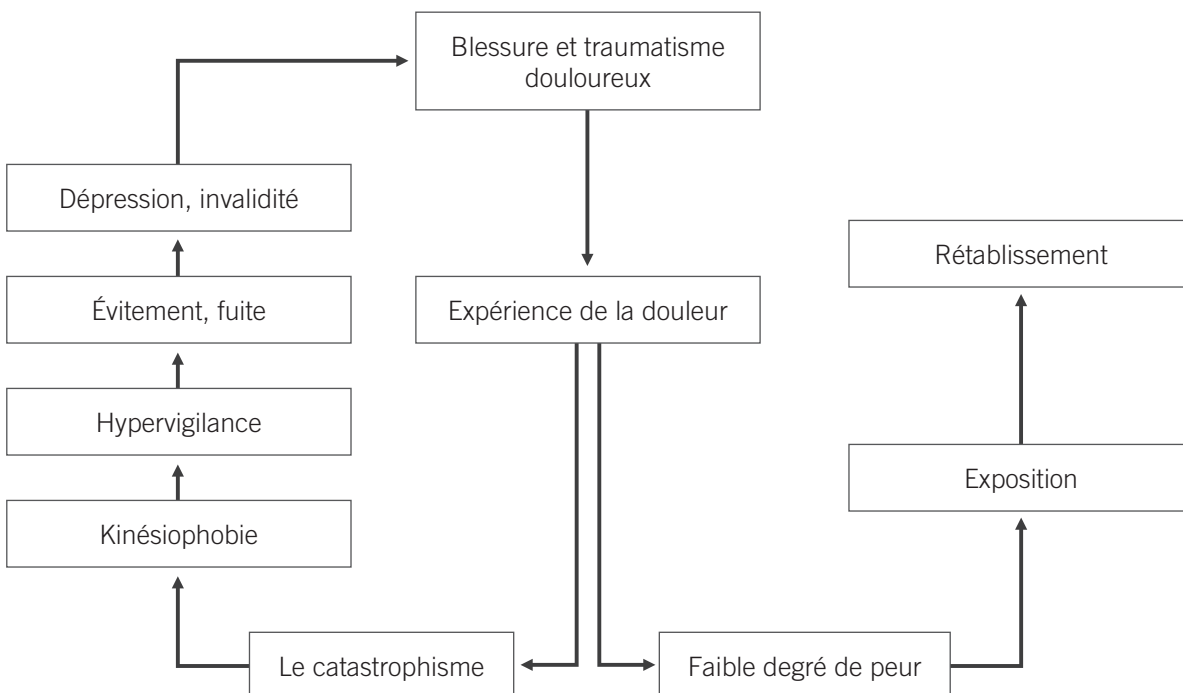 Blessure et traumatisme
douloureux
Dépression, invalidité
Rétablissement
Évitement, fuite
Expérience de la douleur
Hypervigilance
Exposition
Kinésiophobie
Le catastrophisme
Faible degré de peur